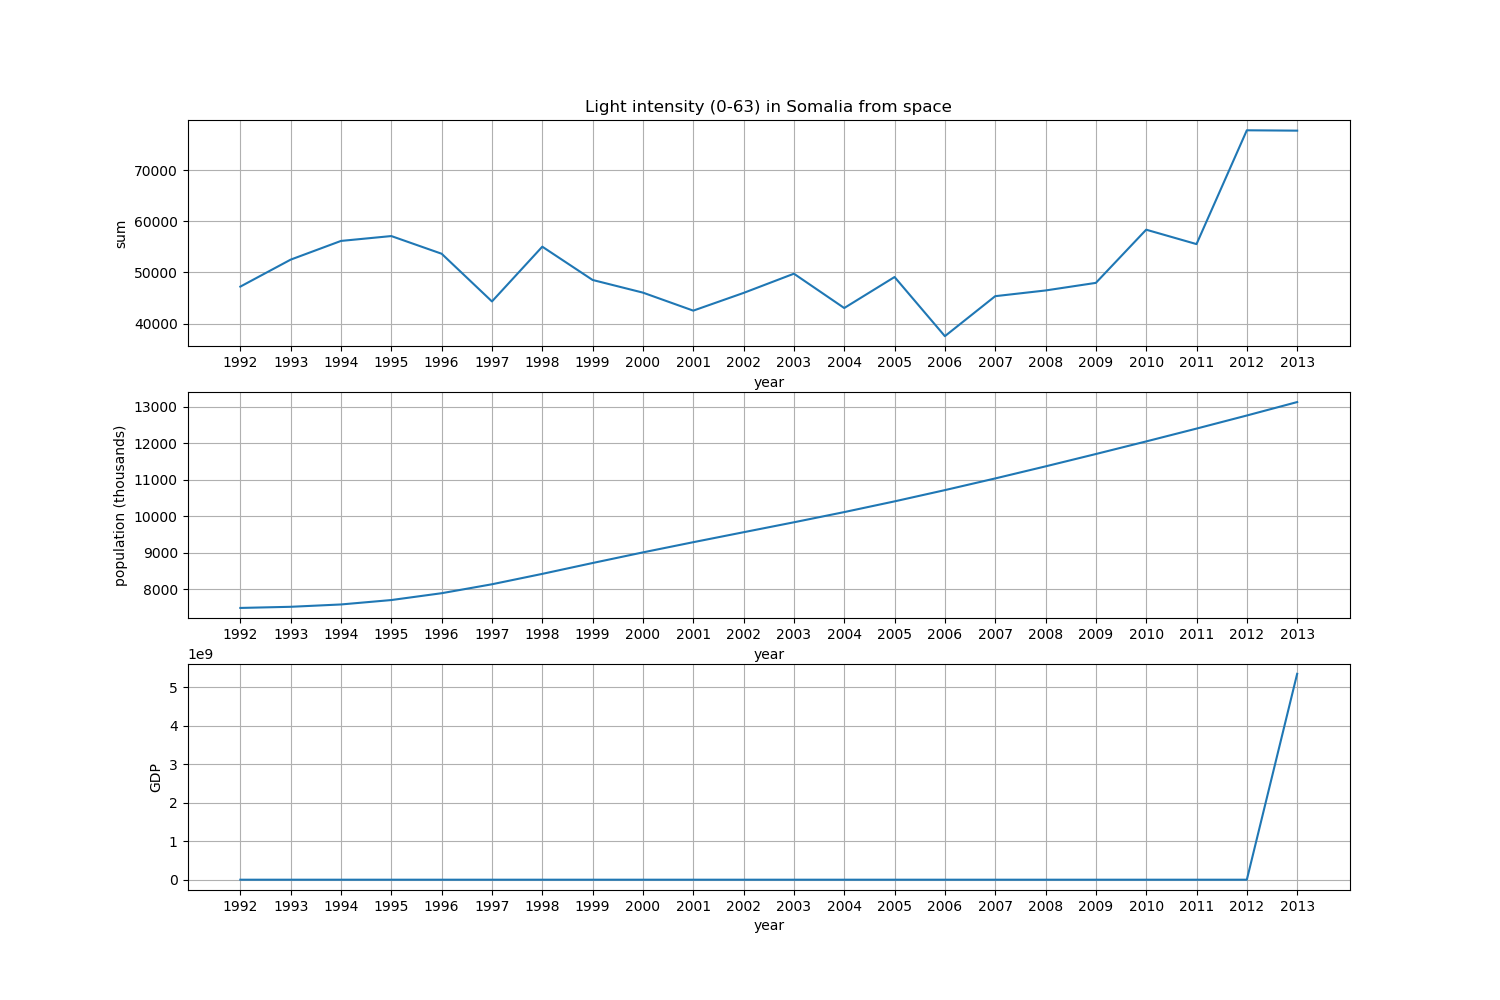 Light intensity (0-63) in Somalia from space
70000
60000
50000
40000
sum
1992 1993 1994 1995 1996 1997 1998 1999 2000 2001 2002 2003 2004 2005 2006 2007 2008 2009 2010 2011 2012 2013
year
13000
12000
11000
10000
9000
8000
population (thousands)
1992 1993 1994 1995 1996 1997 1998 1999 2000 2001 2002 2003 2004 2005 2006 2007 2008 2009 2010 2011 2012 2013
year
1e9
5
4
3
2
1
0
GDP
1992 1993 1994 1995 1996 1997 1998 1999 2000 2001 2002 2003 2004 2005 2006 2007 2008 2009 2010 2011 2012 2013
year